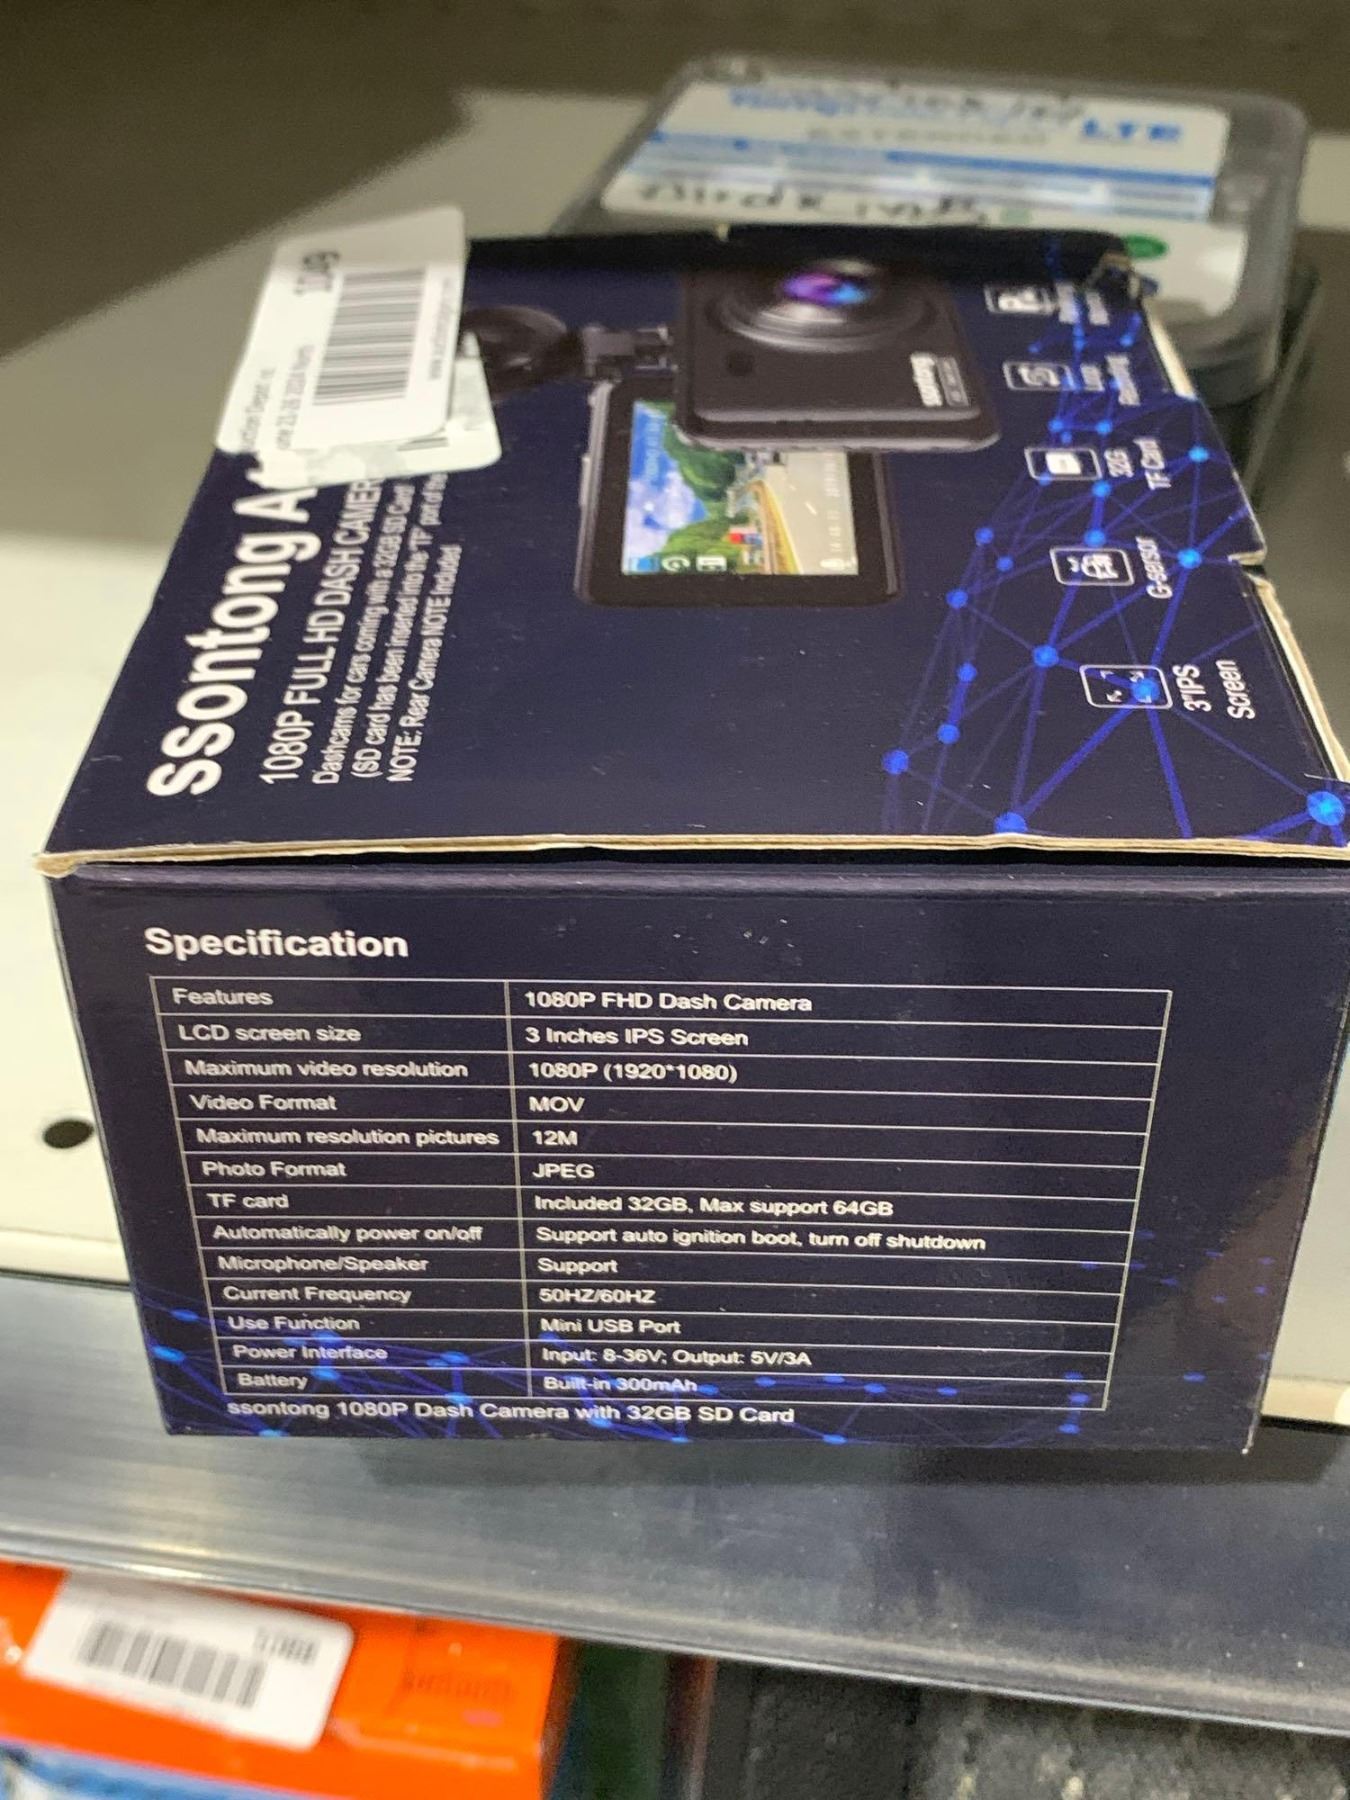 LTE
1049
ssontong
1080P FULL HD DASH CAMER
Dashcams for cars coming with a 32GB SD Card
(SD card has been inserted into the "TF" port of the
NOTE: Rear Camera NOTE Included
ssontong
32G
TF Card
G-sensor
3"IPS
Screen
Specification
Features 1080P FHD Dash Camera
LCD screen size 3 Inches IPS Screen
Maximum video resolution 1080P (1920*1080)
Video Format MOV
Maximum resolution pictures 12M
Photo Format JPEG
TF card Included 32GB, Max support 64GB
Automatically power on/off Support auto ignition boot, turn off shutdown
Microphone/Speaker Support
Current Frequency 50HZ/60HZ
Use Function Mini USB Port
Power Interface Input: 8-36V; Output: 5V/3A
Battery Built-in 300mAh
ssontong 1080P Dash Camera with 32GB SD Card